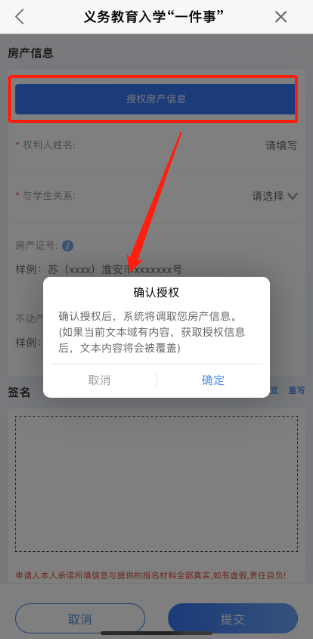 义务教育入学“一件事”
房产信息
授权房产信息
* 权利人姓名: 请填写
* 与学生关系: 请选择
房产证号:
样例: 苏（xxxx）淮安市xxxxxxx号
不动产
样例:
确认授权
确认授权后，系统将调取您房产信息。
(如果当前文本域有内容，获取授权信息
后，文本内容将会被覆盖)
取消 确定
签名 览 重写
申请人本人承诺所填信息与提供的报名材料全部真实,如有虚假,责任自负!
取消 提交